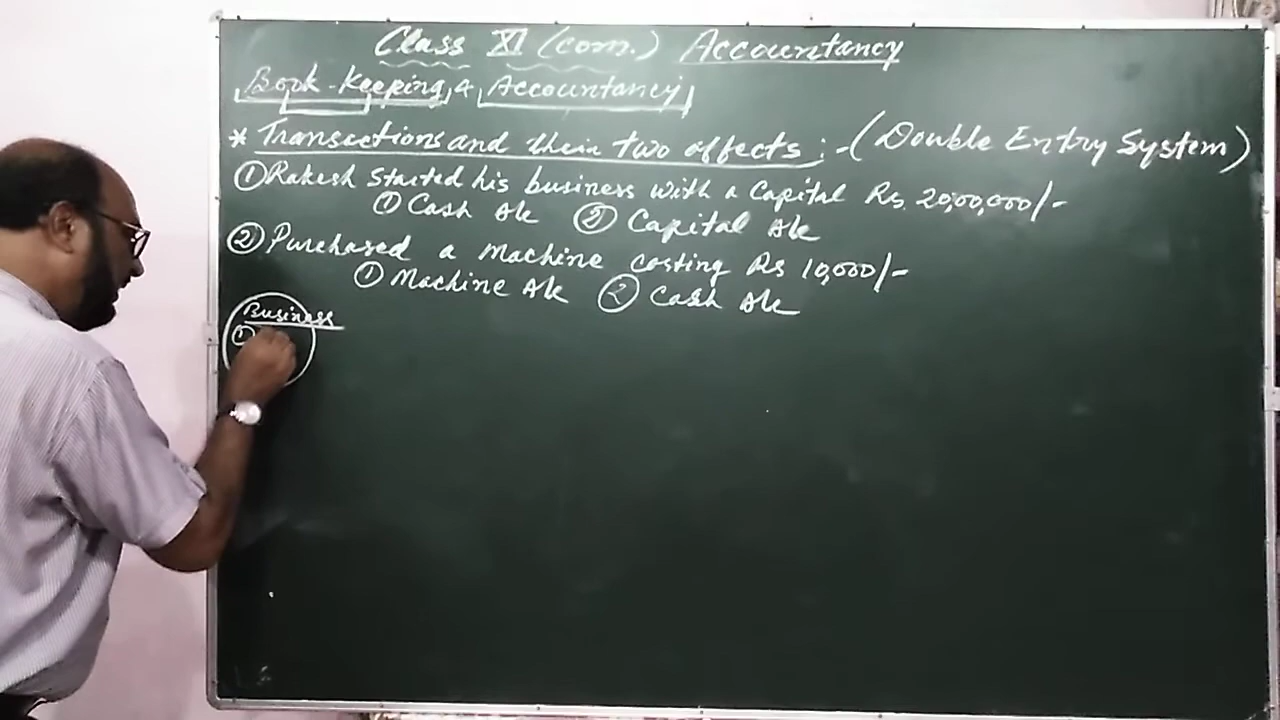 Class XI (com.) Accountancy
Book-Keeping & Accountancy
* Transactions and their two affects :- (Double Entry System)
① Rakesh Started his business with a Capital Rs. 20,00,000/-
① Cash A/c ② Capital A/c
② Purchased a machine costing Rs 10,000/-
① Machine A/c ② Cash A/c
Business
①